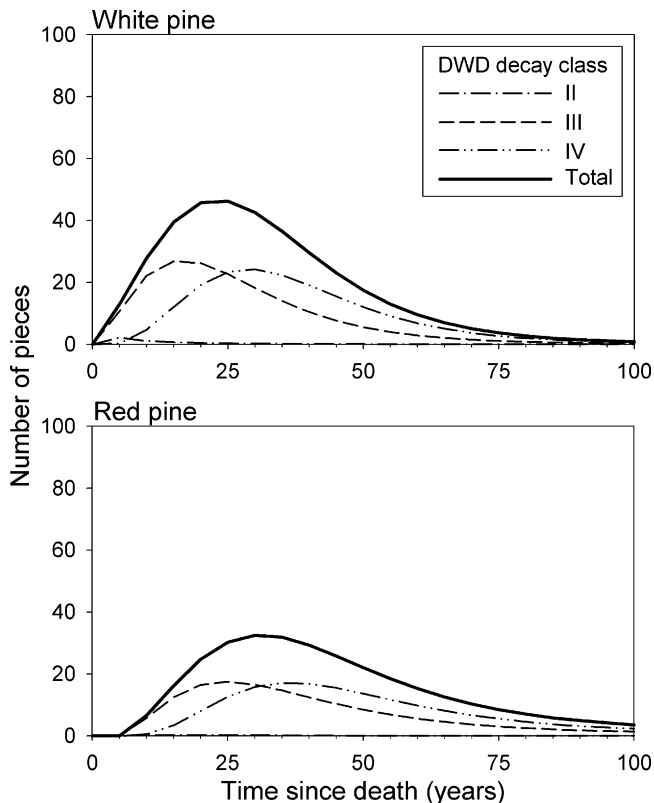 White pine
100
80
60
40
20
0
DWD decay class
II
III
IV
Total
0 25 50 75 100
Number of pieces
Red pine
100
80
60
40
20
0
0 25 50 75 100
Time since death (years)